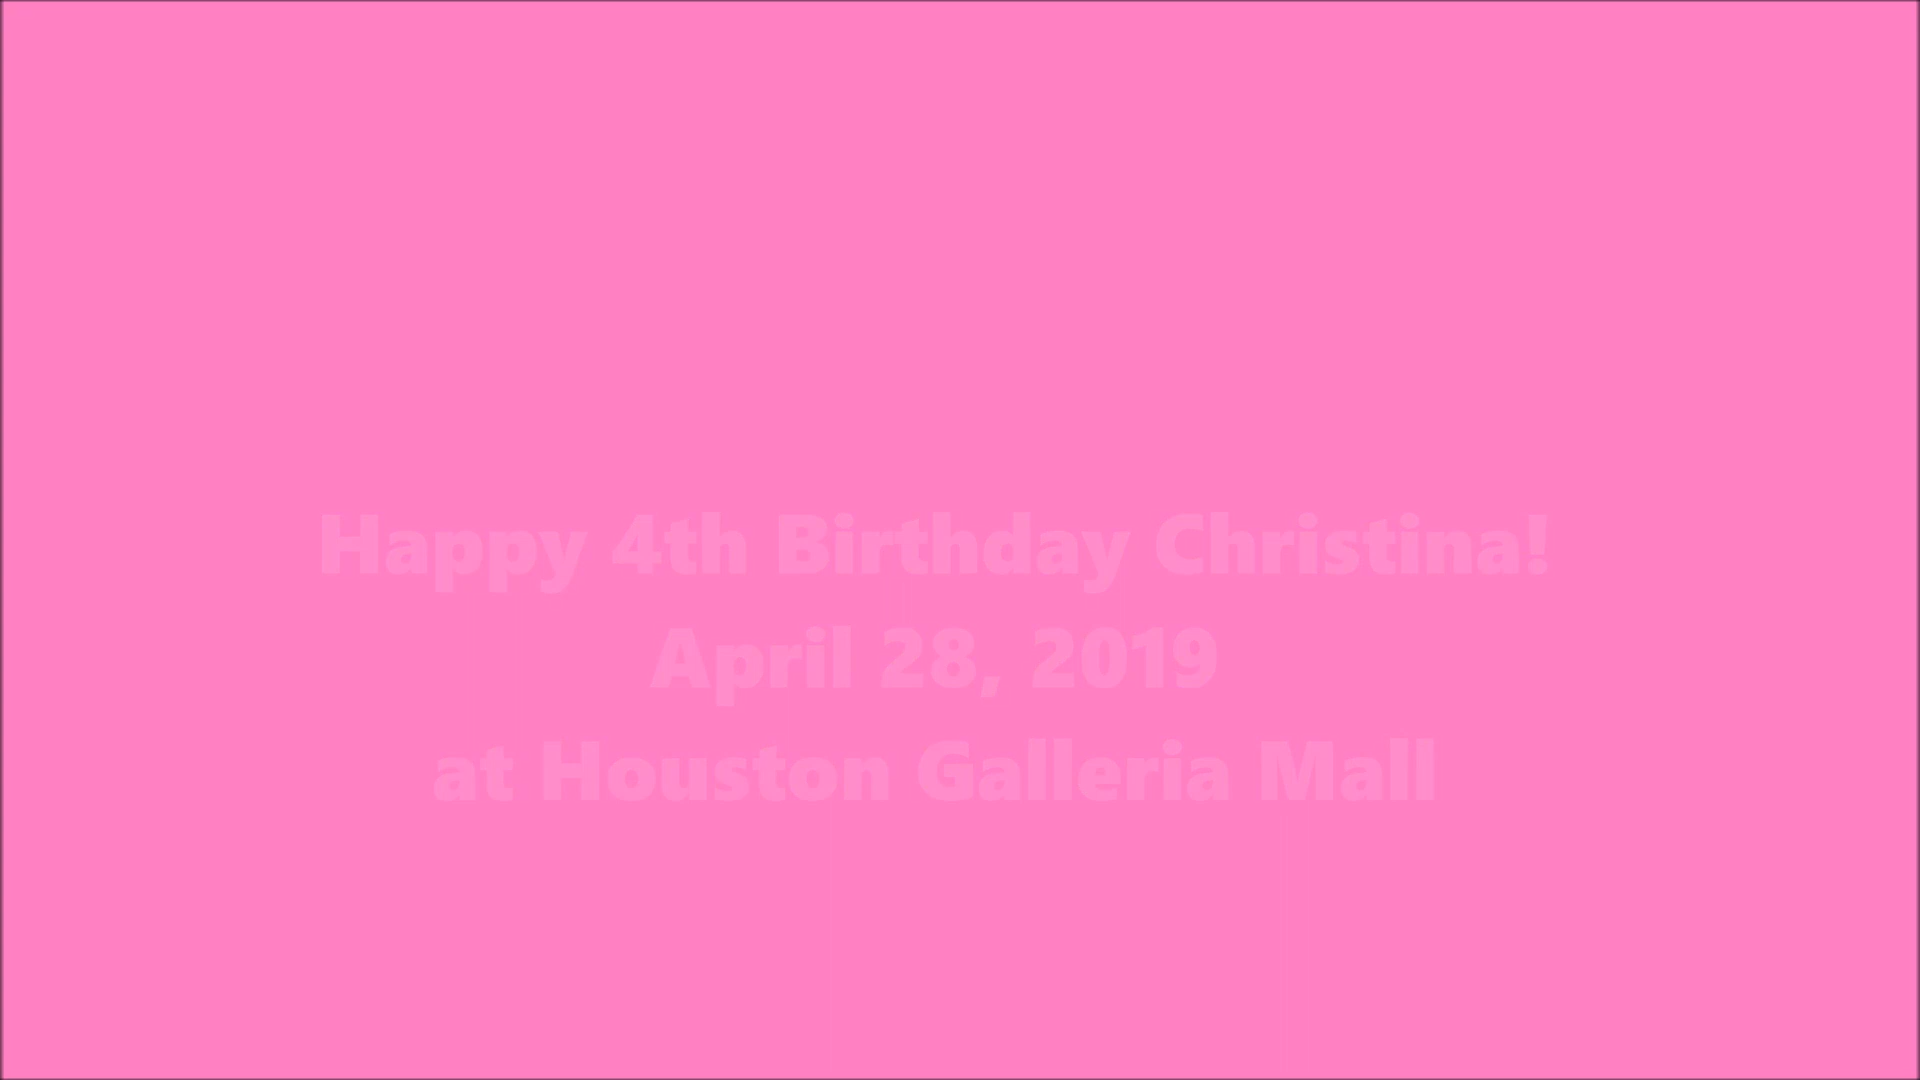 Happy 4th Birthday Christina!
April 28, 2019
at Houston Galleria Mall